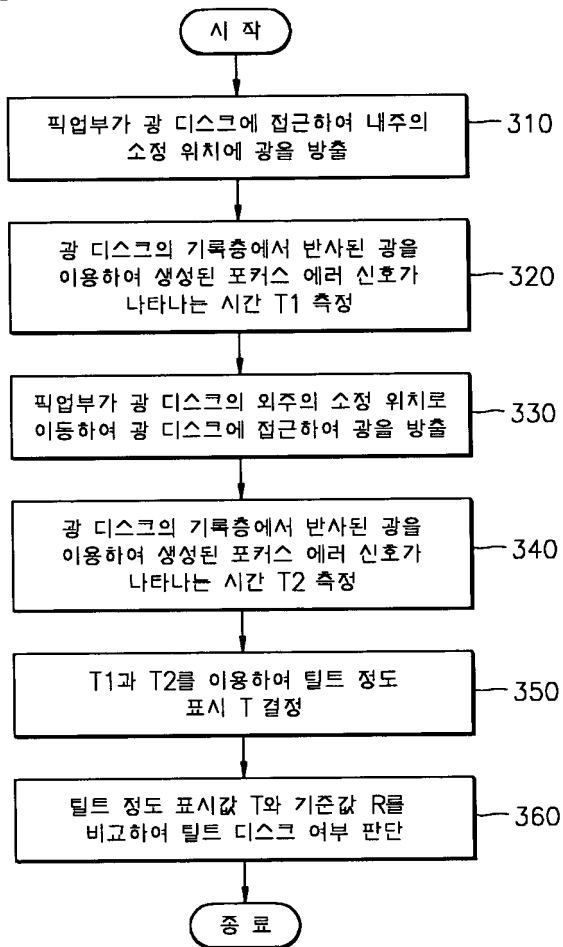 시 작
픽업부가 광 디스크에 접근하여 내주의
소정 위치에 광을 방출
310
광 디스크의 기록층에서 반사된 광을
이용하여 생성된 포커스 에러 신호가
나타나는 시간 T1 측정
320
픽업부가 광 디스크의 외주의 소정 위치로
이동하여 광 디스크에 접근하여 광을 방출
330
광 디스크의 기록층에서 반사된 광을
이용하여 생성된 포커스 에러 신호가
나타나는 시간 T2 측정
340
T1과 T2를 이용하여 틸트 정도
표시 T 결정
350
틸트 정도 표시값 T와 기준값 R를
비고하여 틸트 디스크 여부 판단
360
종 료